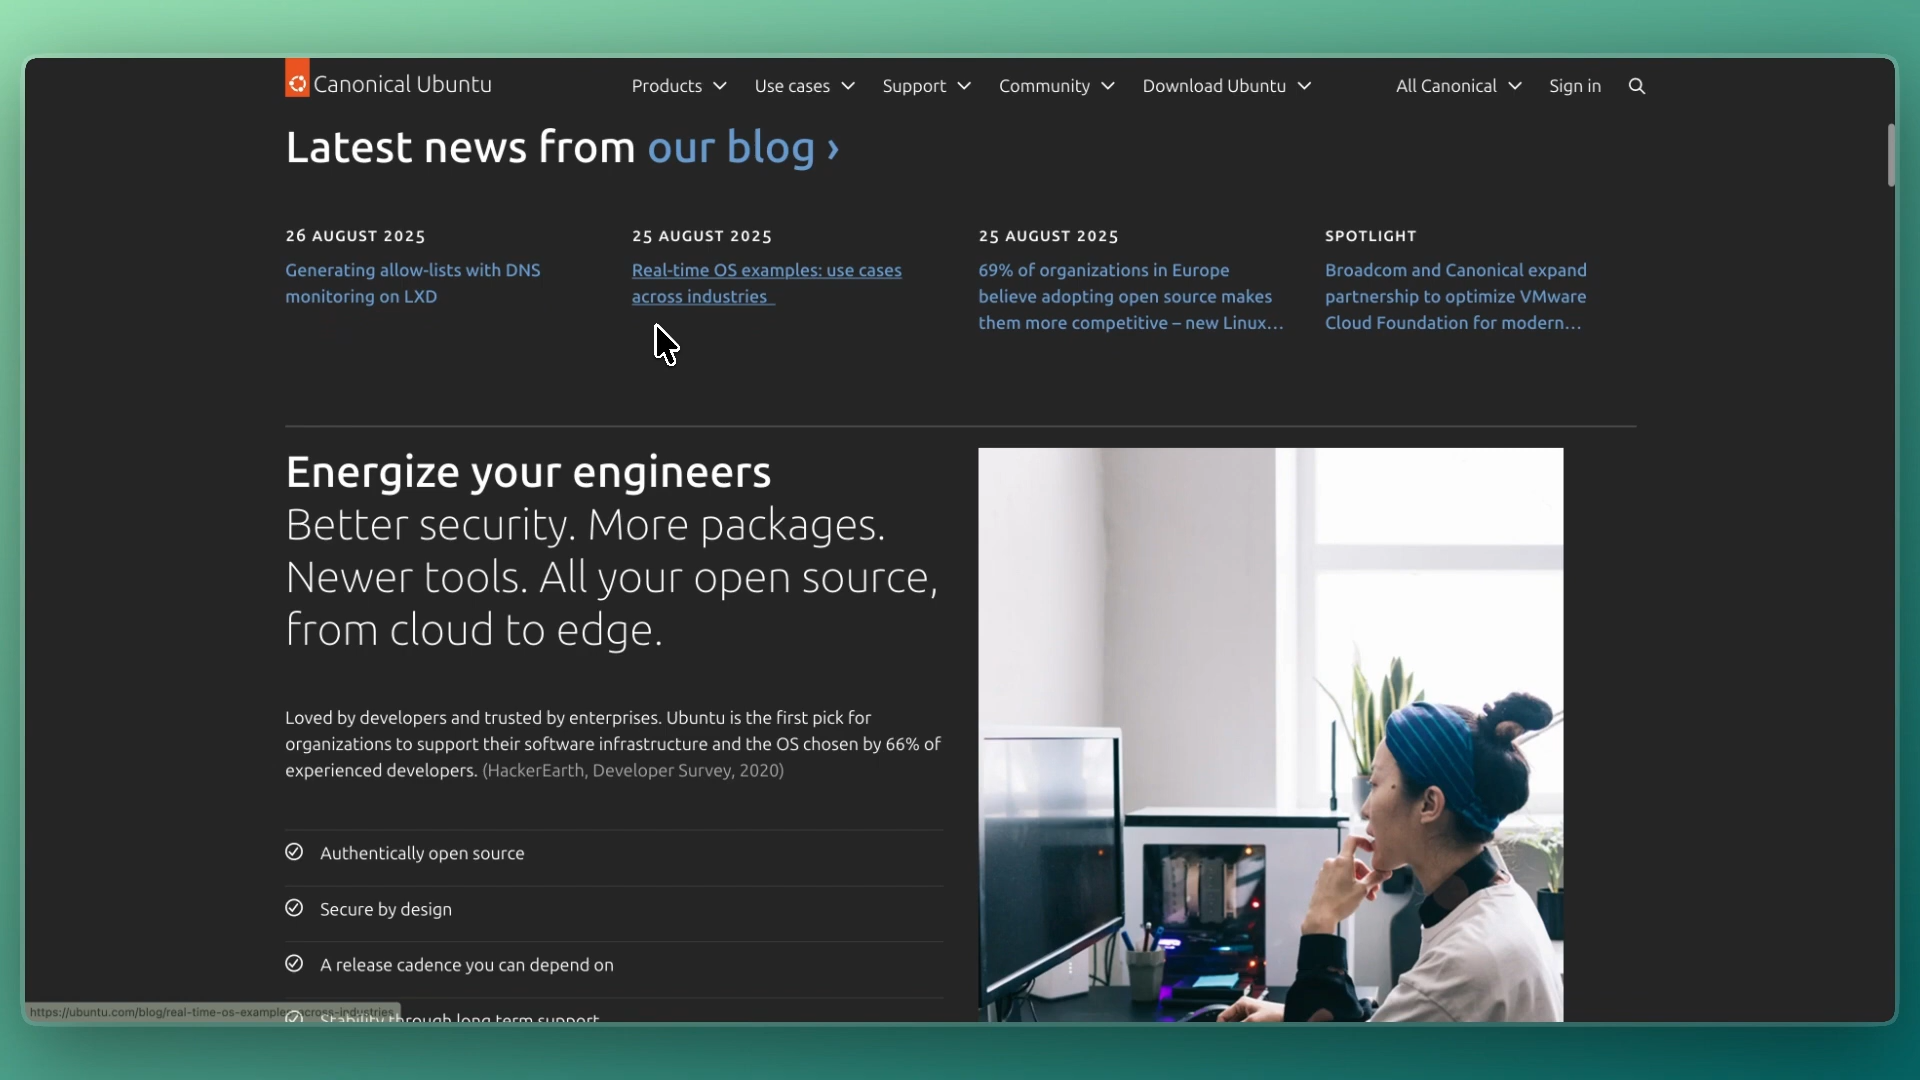 Canonical Ubuntu
Products
Use cases
Support
Community
Download Ubuntu
All Canonical
Sign in
Latest news from our blog ›
26 AUGUST 2025
Generating allow-lists with DNS
monitoring on LXD
25 AUGUST 2025
Real-time OS examples: use cases
across industries
25 AUGUST 2025
69% of organizations in Europe
believe adopting open source makes
them more competitive – new Linux...
SPOTLIGHT
Broadcom and Canonical expand
partnership to optimize VMware
Cloud Foundation for modern...
Energize your engineers
Better security. More packages.
Newer tools. All your open source,
from cloud to edge.
Loved by developers and trusted by enterprises. Ubuntu is the first pick for
organizations to support their software infrastructure and the OS chosen by 66% of
experienced developers. (HackerEarth, Developer Survey, 2020)
Authentically open source
Secure by design
A release cadence you can depend on
Stability through long term support
https://ubuntu.com/blog/real-time-os-examples-across-industries